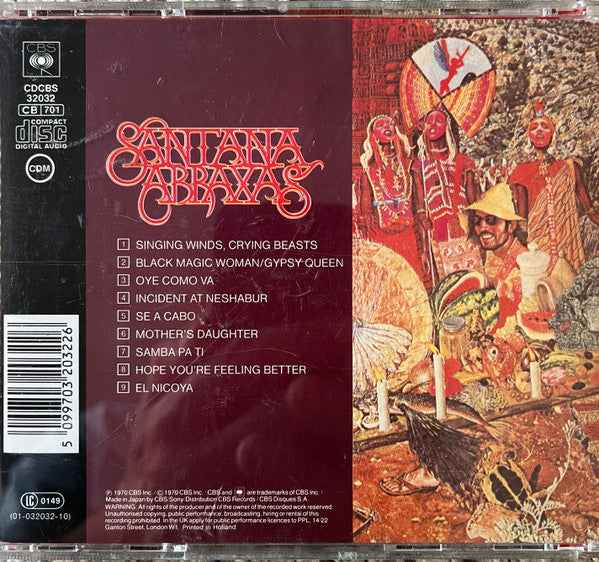 CBS
CDCBS
32032
CB 701
COMPACT
disc
DIGITAL AUDIO
CDM
SANTANA
ABRAXAS
1 SINGING WINDS, CRYING BEASTS
2 BLACK MAGIC WOMAN/GYPSY QUEEN
3 OYE COMO VA
4 INCIDENT AT NESHABUR
5 SE A CABO
6 MOTHER'S DAUGHTER
7 SAMBA PA TI
8 HOPE YOU'RE FEELING BETTER
9 EL NICOYA
5 099703 203226
IC 0149
(01-032032-10)
℗ 1970 CBS Inc. / © 1970 CBS Inc. / CBS and are trademarks of CBS Inc. /
Made in Japan by CBS/Sony Distribution CBS Records / CBS Disques S.A.
WARNING: All rights of the producer and of the owner of the recorded work reserved.
Unauthorised copying, public performance, broadcasting, hiring or rental of this
recording prohibited. In the UK apply for public performance licences to PPL, 14-22
Ganton Street, London W1. Printed in Holland